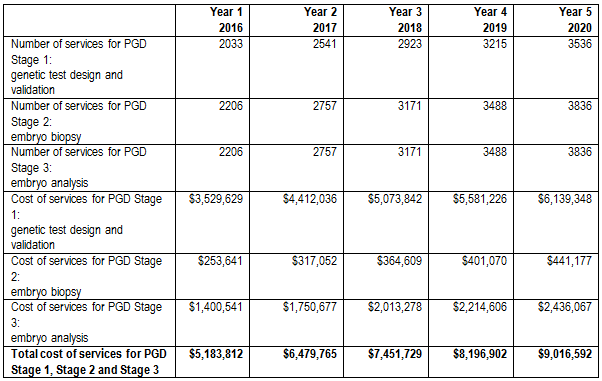 Year 1 Year 2 Year 3 Year 4 Year 5
2016 2017 2018 2019 2020
Number of services for PGD 2033 2541 2923 3215 3536
Stage 1:
genetic test design and
validation
Number of services for PGD 2206 2757 3171 3488 3836
Stage 2:
embryo biopsy
Number of services for PGD 2206 2757 3171 3488 3836
Stage 3:
embryo analysis
Cost of services for PGD Stage $3,529,629 $4,412,036 $5,073,842 $5,581,226 $6,139,348
1:
genetic test design and
validation
Cost of services for PGD Stage $253,641 $317,052 $364,609 $401,070 $441,177
2:
embryo biopsy
Cost of services for PGD Stage $1,400,541 $1,750,677 $2,013,278 $2,214,606 $2,436,067
3:
embryo analysis
Total cost of services for PGD $5,183,812 $6,479,765 $7,451,729 $8,196,902 $9,016,592
Stage 1, Stage 2 and Stage 3